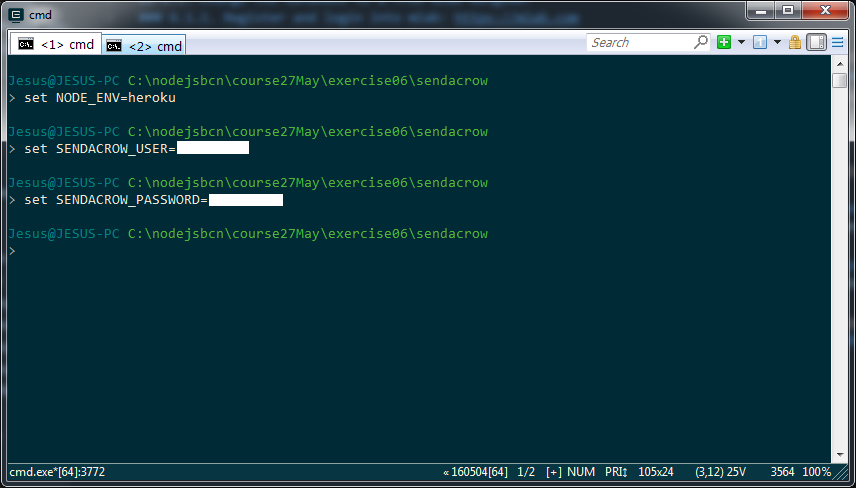 cmd
<1> cmd
<2> cmd
Search
Jesus@JESUS-PC C:\nodejsbcn\course27May\exercise06\sendacrow
> set NODE_ENV=heroku
Jesus@JESUS-PC C:\nodejsbcn\course27May\exercise06\sendacrow
> set SENDACROW_USER=
Jesus@JESUS-PC C:\nodejsbcn\course27May\exercise06\sendacrow
> set SENDACROW_PASSWORD=
Jesus@JESUS-PC C:\nodejsbcn\course27May\exercise06\sendacrow
>
cmd.exe*[64]:3772 « 160504[64] 1/2 [+] NUM PRI↕ 105x24 (3,12) 25V 3564 100%